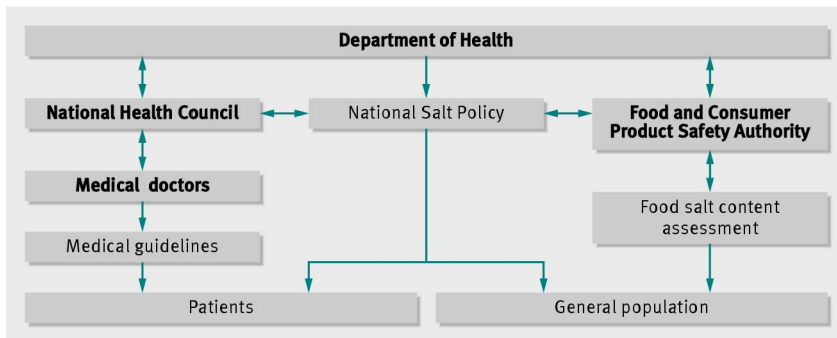 Department of Health
National Health Council
National Salt Policy
Food and Consumer
Product Safety Authority
Medical doctors
Food salt content
assessment
Medical guidelines
Patients
General population